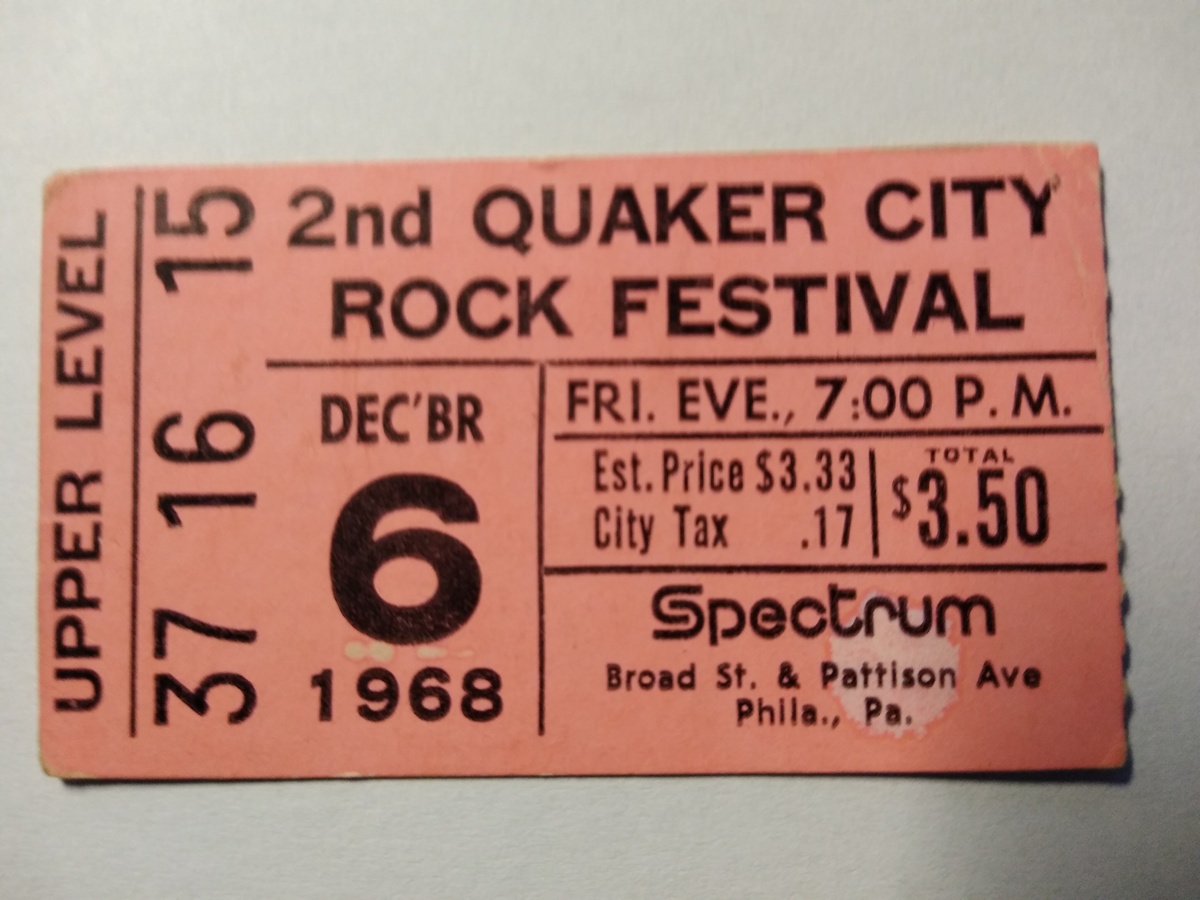 UPPER LEVEL
37 16 15
2nd QUAKER CITY
ROCK FESTIVAL
DEC'BR
6
1968
FRI. EVE., 7:00 P. M.
Est. Price $3.33
City Tax .17
TOTAL
$3.50
Spectrum
Broad St. & Pattison Ave
Phila., Pa.